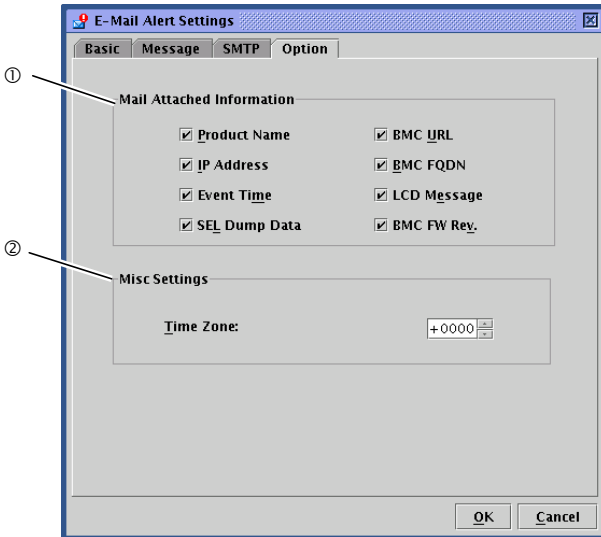 E-Mail Alert Settings
Basic Message SMTP Option
①
Mail Attached Information
Product Name BMC URL
IP Address BMC FQDN
Event Time LCD Message
SEL Dump Data BMC FW Rev.
②
Misc Settings
Time Zone: +0000
OK Cancel